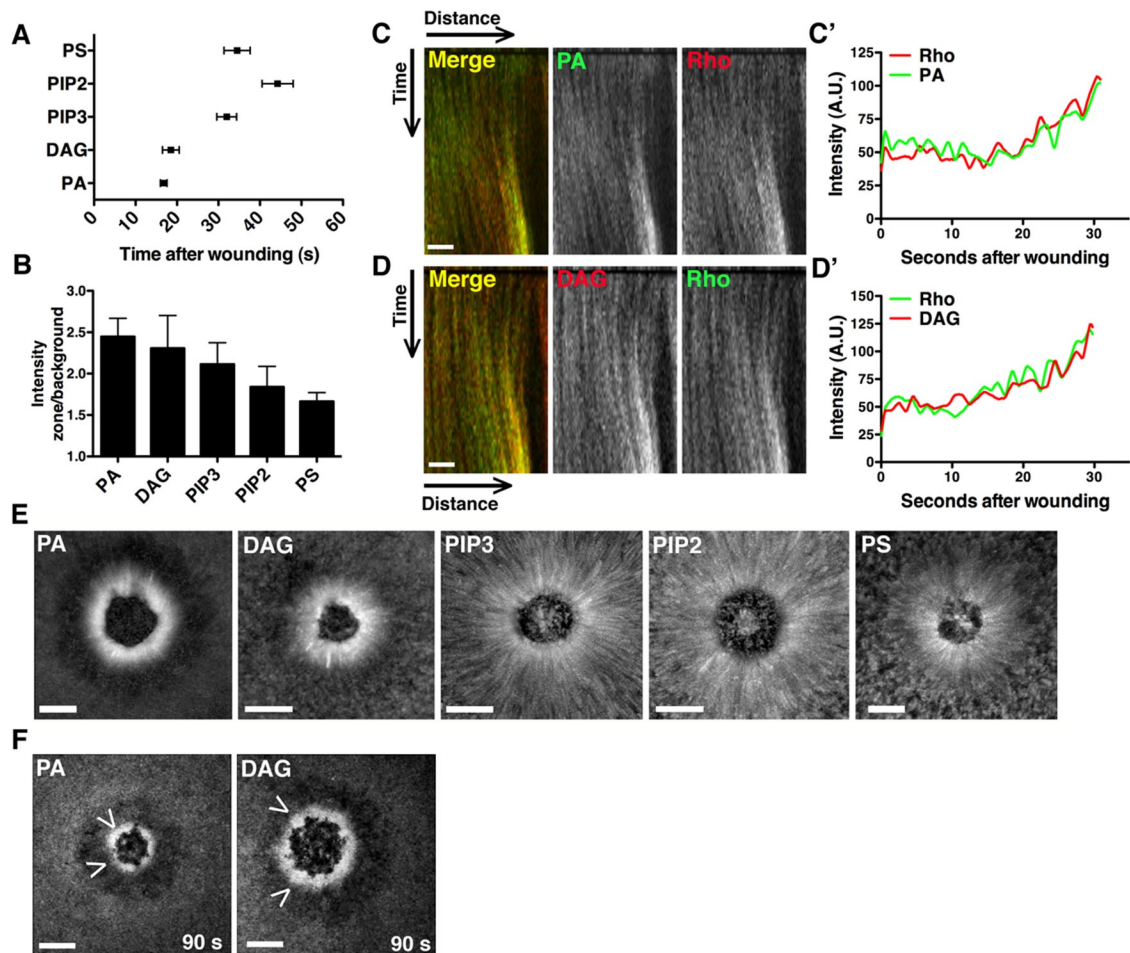 A
PS
PIP2
PIP3
DAG
PA
0 10 20 30 40 50 60
Time after wounding (s)
B
Intensity
zone/background
3.0
2.5
2.0
1.5
1.0
PA DAG PIP3 PIP2 PS
Distance
C
Time
Merge PA Rho
C'
Rho
PA
Intensity (A.U.)
125
100
75
50
25
0
0 10 20 30
Seconds after wounding
D
Time
Merge DAG Rho
Distance
D'
Rho
DAG
Intensity (A.U.)
150
125
100
75
50
25
0
0 10 20 30
Seconds after wounding
E
PA DAG PIP3 PIP2 PS
F
PA DAG
90 s 90 s